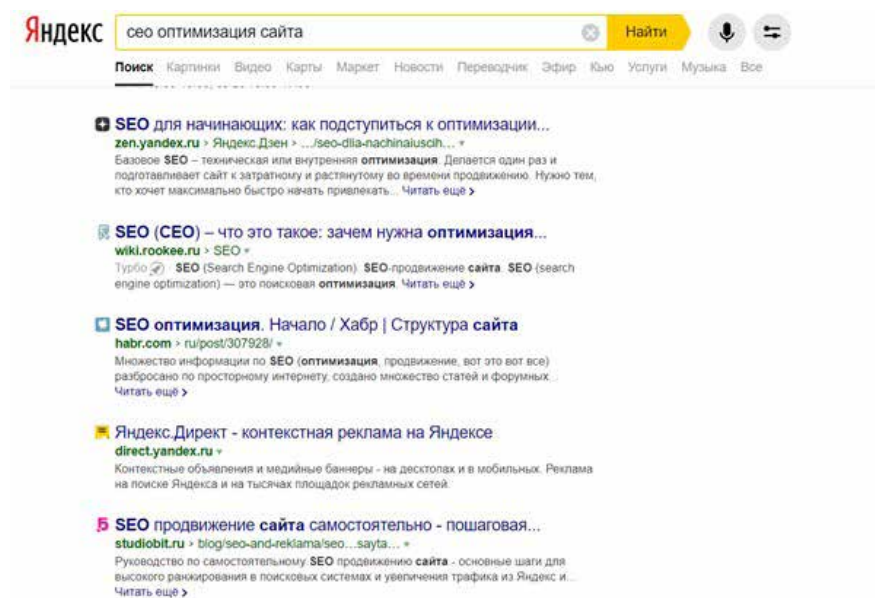 Яндекс
сео оптимизация сайта
Найти
Поиск Картинки Видео Карты Маркет Новости Переводчик Эфир Кью Услуги Музыка Все
SEO для начинающих: как подступиться к оптимизации...
zen.yandex.ru > Яндекс.Дзен > .../seo-dlia-nachinaiuscih...
Базовое SEO – техническая или внутренняя оптимизация. Делается один раз и
подготавливает сайт к затратному и растянутому во времени продвижению. Нужно тем,
кто хочет максимально быстро начать привлекать... Читать ещё >
SEO (СЕО) – что это такое: зачем нужна оптимизация...
wiki.rookee.ru > SEO
Турбо · SEO (Search Engine Optimization). SEO-продвижение сайта. SEO (search
engine optimization) — это поисковая оптимизация. Читать ещё >
SEO оптимизация. Начало / Хабр | Структура сайта
habr.com > ru/post/307928/
Множество информации по SEO (оптимизация, продвижение, вот это вот все)
разбросано по просторному интернету, создано множество статей и форумных...
Читать ещё >
Яндекс.Директ - контекстная реклама на Яндексе
direct.yandex.ru
Контекстные объявления и медийные баннеры - на десктопах и в мобильных. Реклама
на поиске Яндекса и на тысячах площадок рекламных сетей.
5 SEO продвижение сайта самостоятельно - пошаговая...
studiobit.ru > blog/seo-and-reklama/seo...sayta...
Руководство по самостоятельному SEO продвижению сайта - основные шаги для
высокого ранжирования в поисковых системах и увеличения трафика из Яндекс и...
Читать ещё >